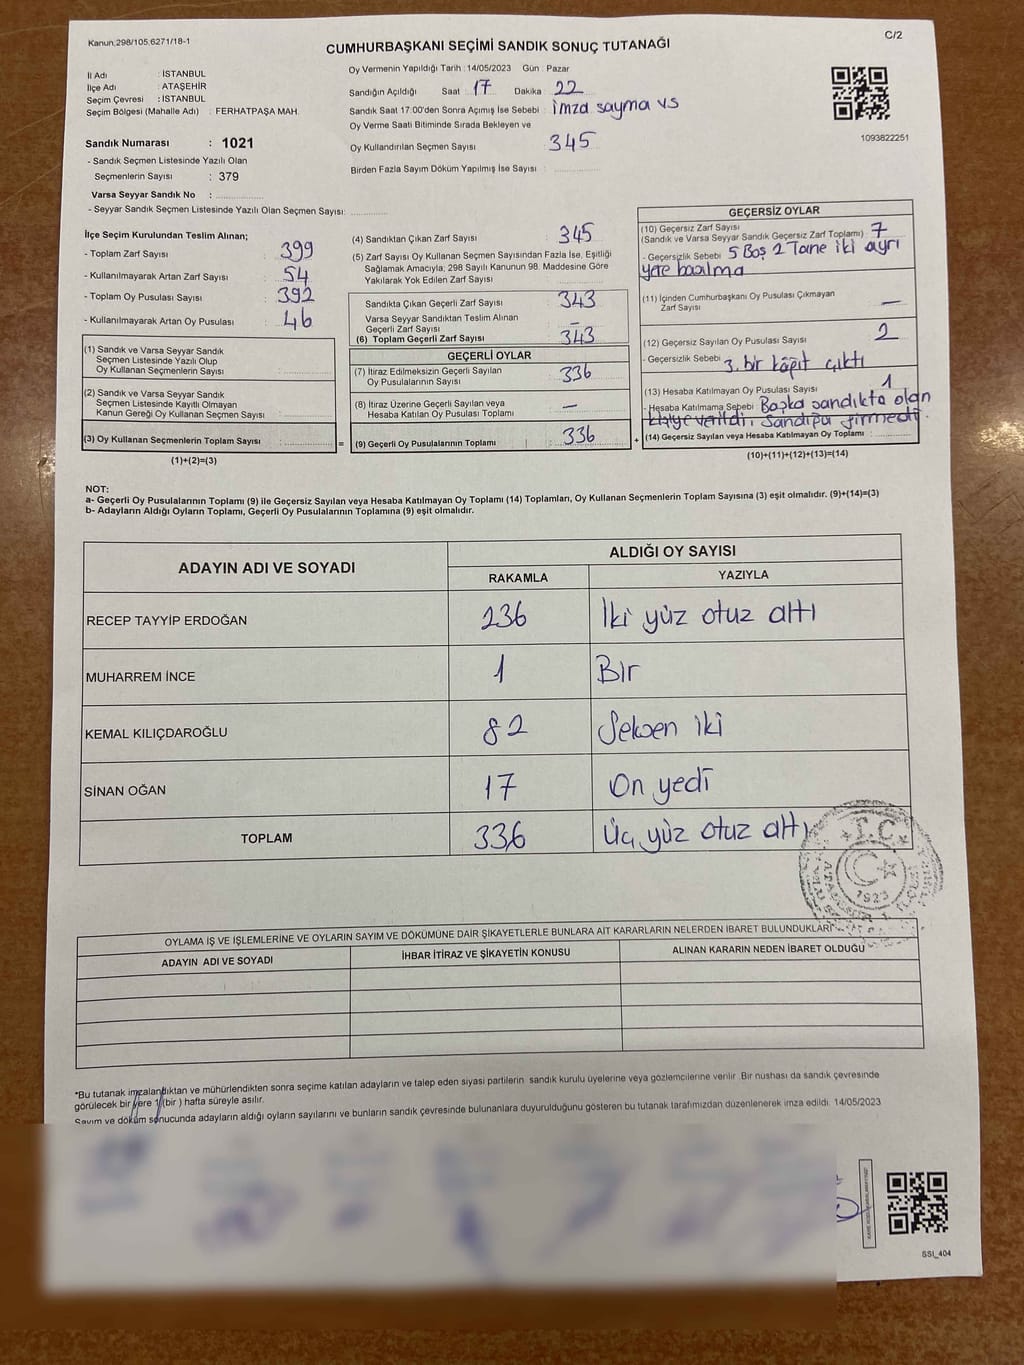 Kanun.298/105.6271/18-1
C/2
CUMHURBAŞKANI SEÇİMİ SANDIK SONUÇ TUTANAĞI
İl Adı : İSTANBUL
İlçe Adı : ATAŞEHİR
Seçim Çevresi : İSTANBUL
Seçim Bölgesi (Mahalle Adı) : FERHATPAŞA MAH.
Sandık Numarası : 1021
- Sandık Seçmen Listesinde Yazılı Olan
Seçmenlerin Sayısı : 379
Varsa Seyyar Sandık No :
- Seyyar Sandık Seçmen Listesinde Yazılı Olan Seçmen Sayısı:
Oy Vermenin Yapıldığı Tarih :14/05/2023 Gün : Pazar
Sandığın Açıldığı Saat : 17 Dakika : 22
Sandık Saat 17:00'den Sonra Açımış İse Sebebi : İmza sayma vs
Oy Verme Saati Bitiminde Sırada Bekleyen ve
Oy Kullandırılan Seçmen Sayısı : 345
Birden Fazla Sayım Döküm Yapılmış İse Sayısı :
1093822251
İlçe Seçim Kurulundan Teslim Alınan;
- Toplam Zarf Sayısı : 399
- Kullanılmayarak Artan Zarf Sayısı : 54
- Toplam Oy Pusulası Sayısı : 392
- Kullanılmayarak Artan Oy Pusulası : 46
(1) Sandık ve Varsa Seyyar Sandık
Seçmen Listesinde Yazılı Olup
Oy Kullanan Seçmenlerin Sayısı :
(2) Sandık ve Varsa Seyyar Sandık
Seçmen Listesinde Kayıtlı Olmayan
Kanun Gereği Oy Kullanan Seçmen Sayısı :
(3) Oy Kullanan Seçmenlerin Toplam Sayısı :
(1)+(2)=(3)
(4) Sandıktan Çıkan Zarf Sayısı : 345
(5) Zarf Sayısı Oy Kullanan Seçmen Sayısından Fazla İse, Eşitliği
Sağlamak Amacıyla; 298 Sayılı Kanunun 98. Maddesine Göre
Yakılarak Yok Edilen Zarf Sayısı :
Sandıkta Çıkan Geçerli Zarf Sayısı : 343
Varsa Seyyar Sandıktan Teslim Alınan
Geçerli Zarf Sayısı : —
(6) Toplam Geçerli Zarf Sayısı : 343
GEÇERLİ OYLAR
(7) İtiraz Edilmeksizin Geçerli Sayılan
Oy Pusulalarının Sayısı : 336
(8) İtiraz Üzerine Geçerli Sayılan veya
Hesaba Katılan Oy Pusulası Toplamı : —
= (9) Geçerli Oy Pusulalarının Toplamı : 336 +
GEÇERSİZ OYLAR
(10) Geçersiz Zarf Sayısı
(Sandık ve Varsa Seyyar Sandık Geçersiz Zarf Toplamı) : 7
- Geçersizlik Sebebi : 5 Boş 2 Tane iki ayrı
yere basılma
(11) İçinden Cumhurbaşkanı Oy Pusulası Çıkmayan
Zarf Sayısı : —
(12) Geçersiz Sayılan Oy Pusulası Sayısı : 2
- Geçersizlik Sebebi : 3. bir kağıt çıktı
(13) Hesaba Katılmayan Oy Pusulası Sayısı : 1
- Hesaba Katılmama Sebebi : Başka sandıkta olan
kişiye verildi, sandığa girmedi.
(14) Geçersiz Sayılan veya Hesaba Katılmayan Oy Toplamı :
(10)+(11)+(12)+(13)=(14)
NOT:
a- Geçerli Oy Pusulalarının Toplamı (9) ile Geçersiz Sayılan veya Hesaba Katılmayan Oy Toplamı (14) Toplamları, Oy Kullanan Seçmenlerin Toplam Sayısına (3) eşit olmalıdır. (9)+(14)=(3)
b- Adayların Aldığı Oyların Toplamı, Geçerli Oy Pusulalarının Toplamına (9) eşit olmalıdır.
ADAYIN ADI VE SOYADI
ALDIĞI OY SAYISI
RAKAMLA YAZIYLA
RECEP TAYYİP ERDOĞAN 236 İki yüz otuz altı
MUHARREM İNCE 1 Bir
KEMAL KILIÇDAROĞLU 82 Seksen iki
SİNAN OĞAN 17 On yedi
TOPLAM 336 Üç yüz otuz altı
T.C.
1923
OYLAMA İŞ VE İŞLEMLERİNE VE OYLARIN SAYIM VE DÖKÜMÜNE DAİR ŞİKAYETLERLE BUNLARA AİT KARARLARIN NELERDEN İBARET BULUNDUKLARI
ADAYIN ADI VE SOYADI İHBAR İTİRAZ VE ŞİKAYETİN KONUSU ALINAN KARARIN NEDEN İBARET OLDUĞU
*Bu tutanak imzalandıktan ve mühürlendikten sonra seçime katılan adayların ve talep eden siyasi partilerin sandık kurulu üyelerine veya gözlemcilerine verilir. Bir nüshası da sandık çevresinde
görülecek bir yere 1 (bir ) hafta süreyle asılır.
Sayım ve döküm sonucunda adayların aldığı oyların sayılarını ve bunların sandık çevresinde bulunanlara duyurulduğunu gösteren bu tutanak tarafımızdan düzenlenerek imza edildi. 14/05/2023
SSİ_404